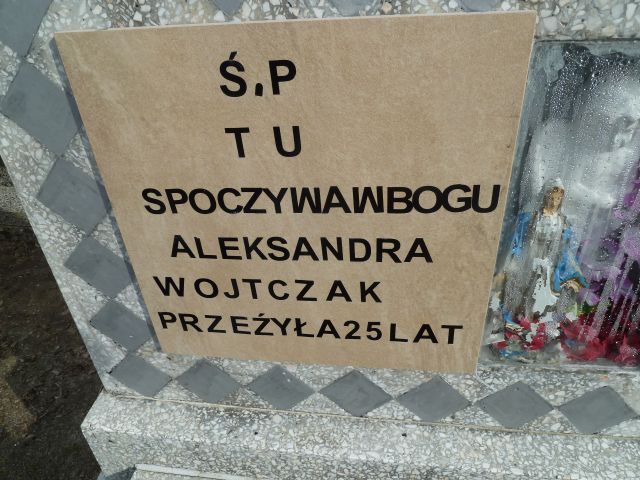 Ś.P
TU
SPOCZYWAWBOGU
ALEKSANDRA
WOJTCZAK
PRZEŻYŁA25LAT